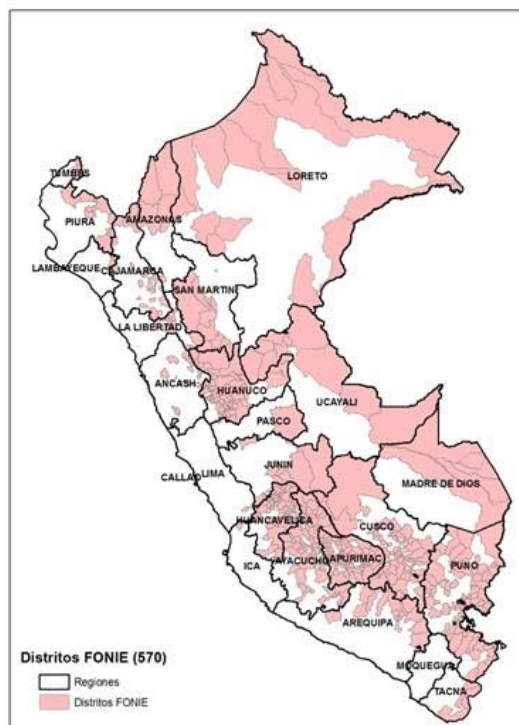 LORETO
TUMBES
PIURA
AMAZONAS
LAMBAYEQUE
CAJAMARCA
SAN MARTIN
LA LIBERTAD
ANCASH
HUANUCO
UCAYALI
PASCO
JUNIN
LIMA
CALLAO
MADRE DE DIOS
HUANCAVELICA
CUSCO
ICA
AYACUCHO
APURIMAC
PUNO
AREQUIPA
MOQUEGUA
TACNA
Distritos FONIE (570)
Regiones
Distritos FONIE